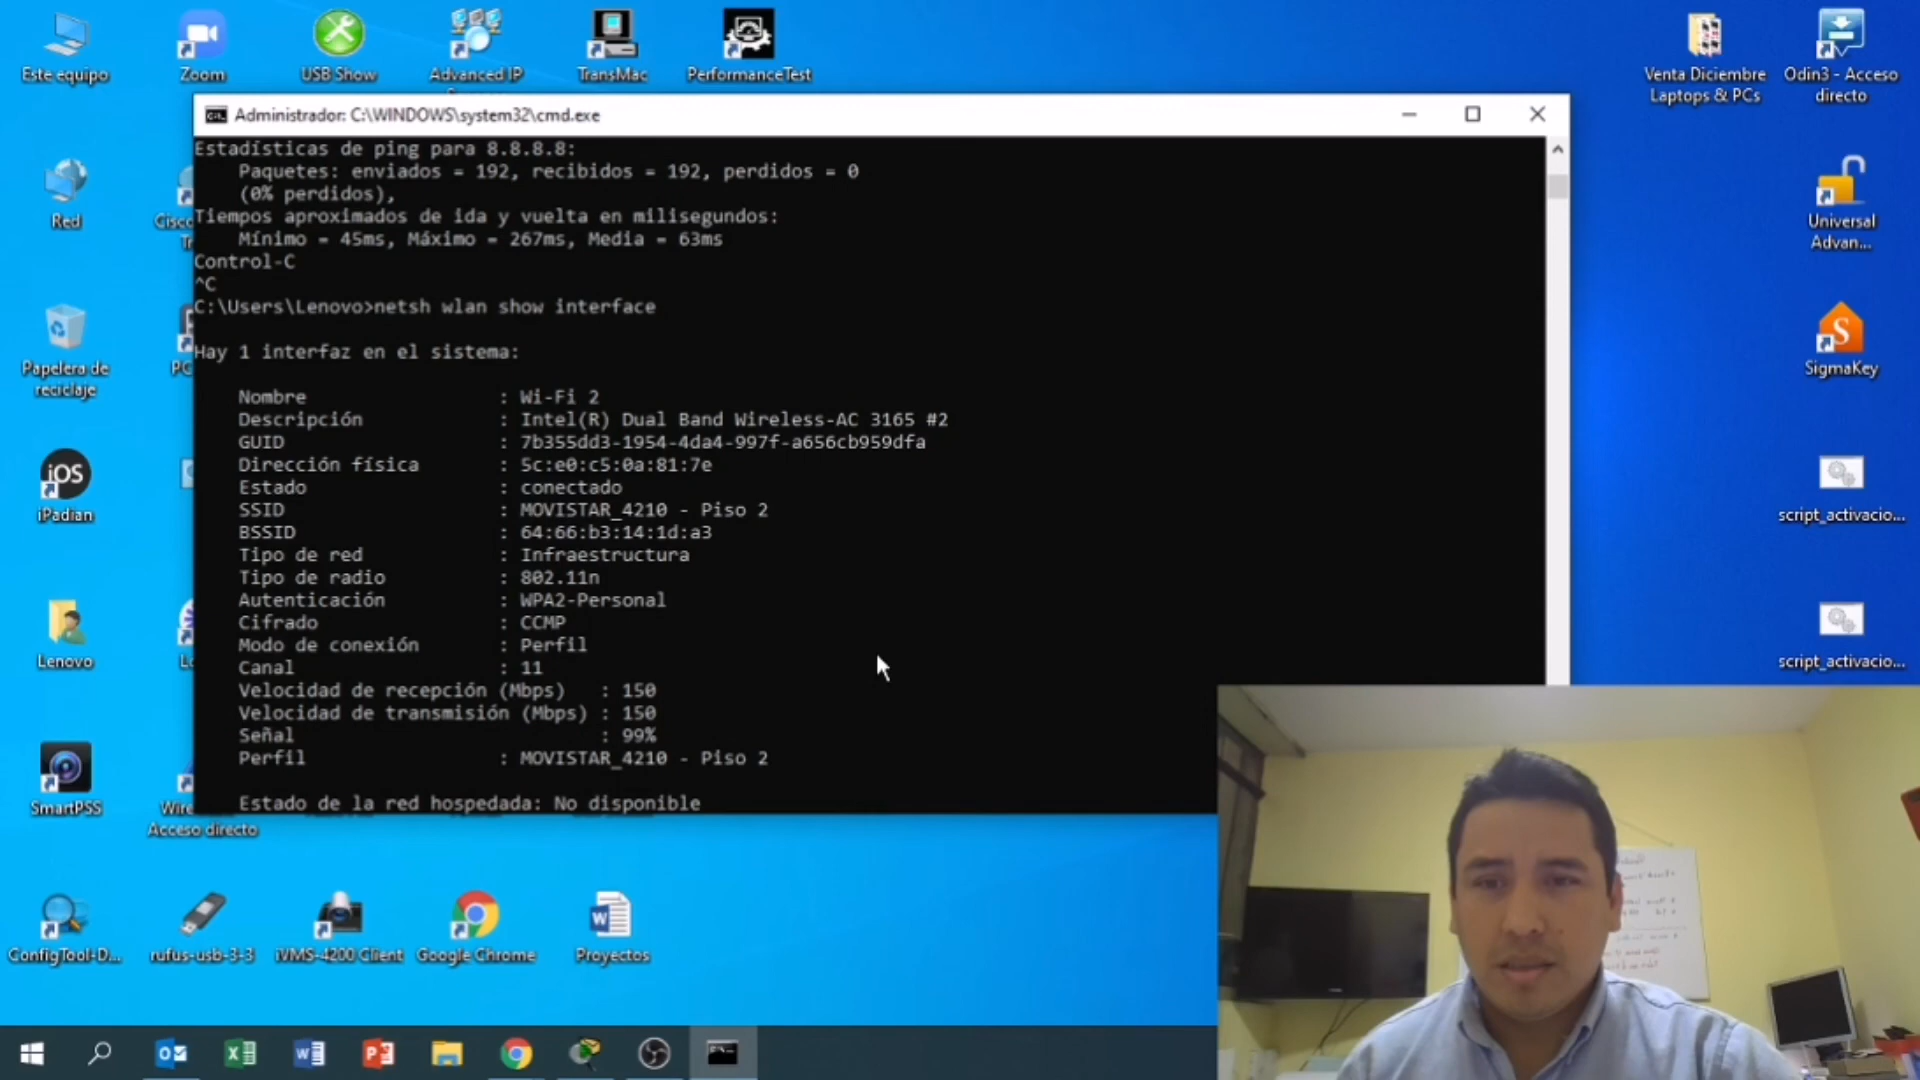 Este equipo
Zoom
USB Show
Advanced IP
TransMac
PerformanceTest
Venta Diciembre
Laptops & PCs
Odin3 - Acceso
directo
Administrador: C:\WINDOWS\system32\cmd.exe
Estadísticas de ping para 8.8.8.8:
Paquetes: enviados = 192, recibidos = 192, perdidos = 0
(0% perdidos),
Tiempos aproximados de ida y vuelta en milisegundos:
Mínimo = 45ms, Máximo = 267ms, Media = 63ms
Control-C
^C
C:\Users\Lenovo>netsh wlan show interface
Hay 1 interfaz en el sistema:
Nombre : Wi-Fi 2
Descripción : Intel(R) Dual Band Wireless-AC 3165 #2
GUID : 7b355dd3-1954-4da4-997f-a656cb959dfa
Dirección física : 5c:e0:c5:0a:81:7e
Estado : conectado
SSID : MOVISTAR_4210 - Piso 2
BSSID : 64:66:b3:14:1d:a3
Tipo de red : Infraestructura
Tipo de radio : 802.11n
Autenticación : WPA2-Personal
Cifrado : CCMP
Modo de conexión : Perfil
Canal : 11
Velocidad de recepción (Mbps) : 150
Velocidad de transmisión (Mbps) : 150
Señal : 99%
Perfil : MOVISTAR_4210 - Piso 2
Estado de la red hospedada: No disponible
Red
Cisco
Universal
Advan...
Papelera de
reciclaje
PC
S
SigmaKey
iOS
iPadian
script_activacio...
Lenovo
Lo
script_activacio...
SmartPSS
Wire
Acceso directo
ConfigTool-D...
rufus-usb-3-3
iVMS-4200 Client
Google Chrome
W
Proyectos